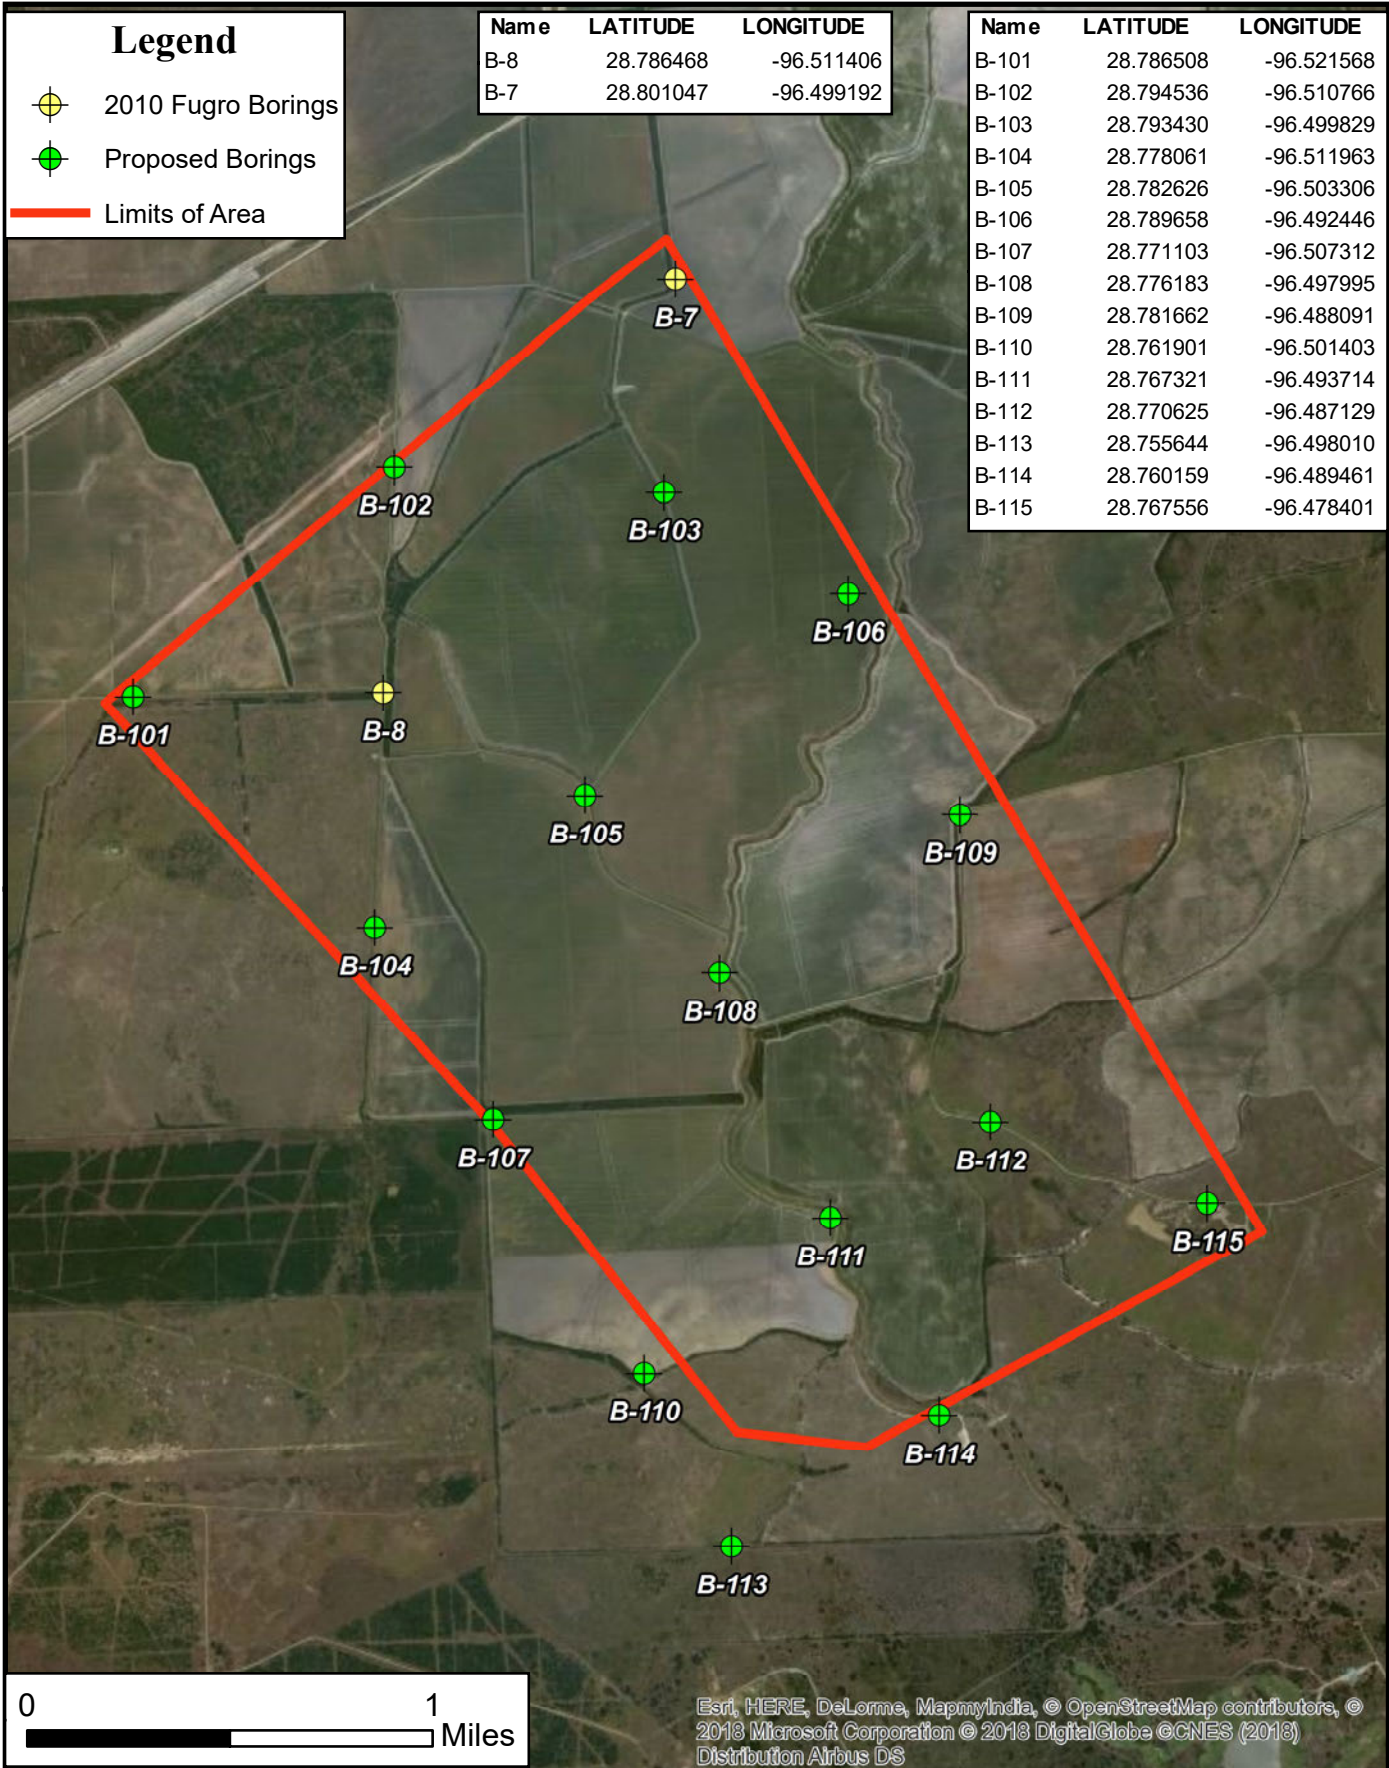 Legend
2010 Fugro Borings
Proposed Borings
Limits of Area
Name LATITUDE LONGITUDE
B-8 28.786468 -96.511406
B-7 28.801047 -96.499192
Name LATITUDE LONGITUDE
B-101 28.786508 -96.521568
B-102 28.794536 -96.510766
B-103 28.793430 -96.499829
B-104 28.778061 -96.511963
B-105 28.782626 -96.503306
B-106 28.789658 -96.492446
B-107 28.771103 -96.507312
B-108 28.776183 -96.497995
B-109 28.781662 -96.488091
B-110 28.761901 -96.501403
B-111 28.767321 -96.493714
B-112 28.770625 -96.487129
B-113 28.755644 -96.498010
B-114 28.760159 -96.489461
B-115 28.767556 -96.478401
B-7
B-102
B-103
B-106
B-101
B-8
B-105
B-109
B-104
B-108
B-107
B-112
B-111
B-115
B-110
B-114
B-113
0 1
Miles
Esri, HERE, DeLorme, MapmyIndia, © OpenStreetMap contributors, ©
2018 Microsoft Corporation © 2018 DigitalGlobe ©CNES (2018)
Distribution Airbus DS